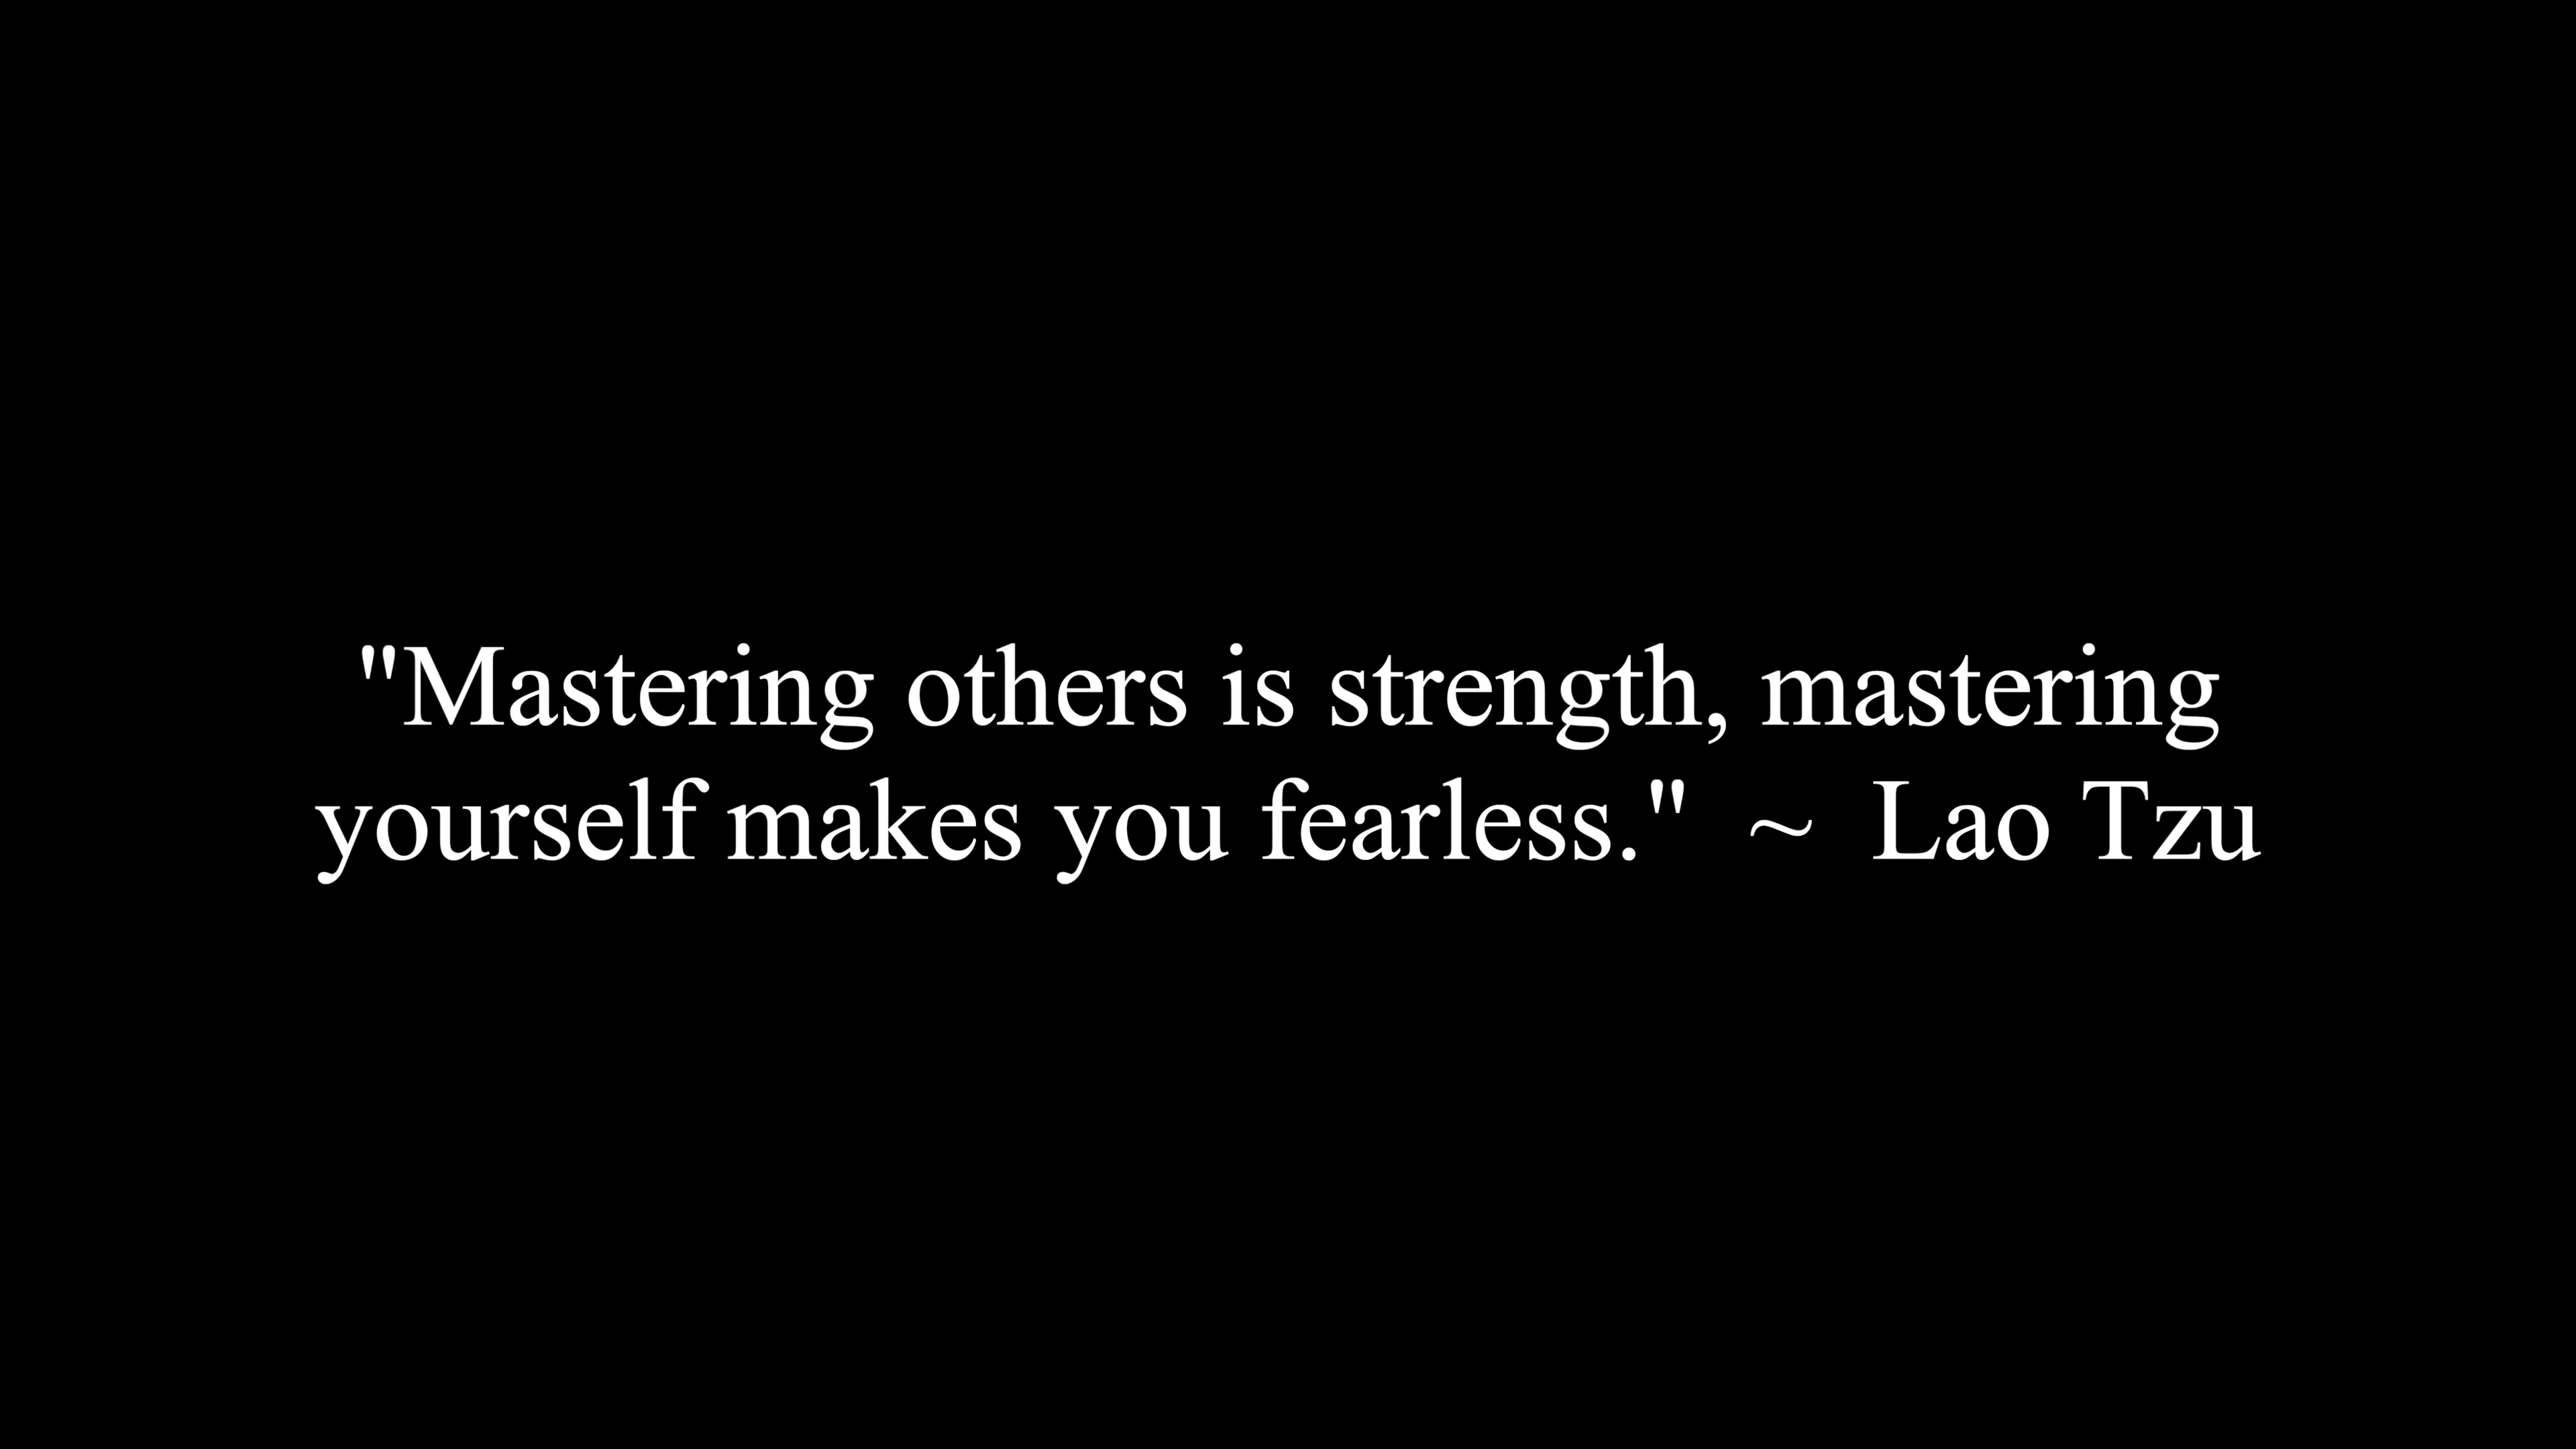 "Mastering others is strength, mastering
yourself makes you fearless."  ~  Lao Tzu